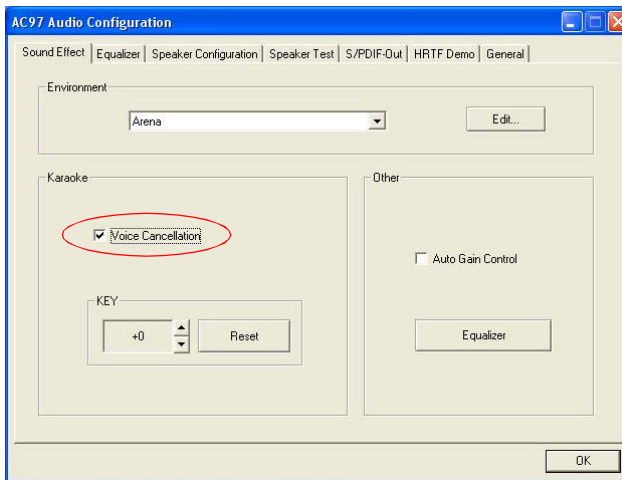 AC97 Audio Configuration
Sound Effect Equalizer Speaker Configuration Speaker Test S/PDIF-Out HRTF Demo General
Environment
Arena
Edit...
Karaoke
Voice Cancellation
KEY
+0
Reset
Other
Auto Gain Control
Equalizer
OK